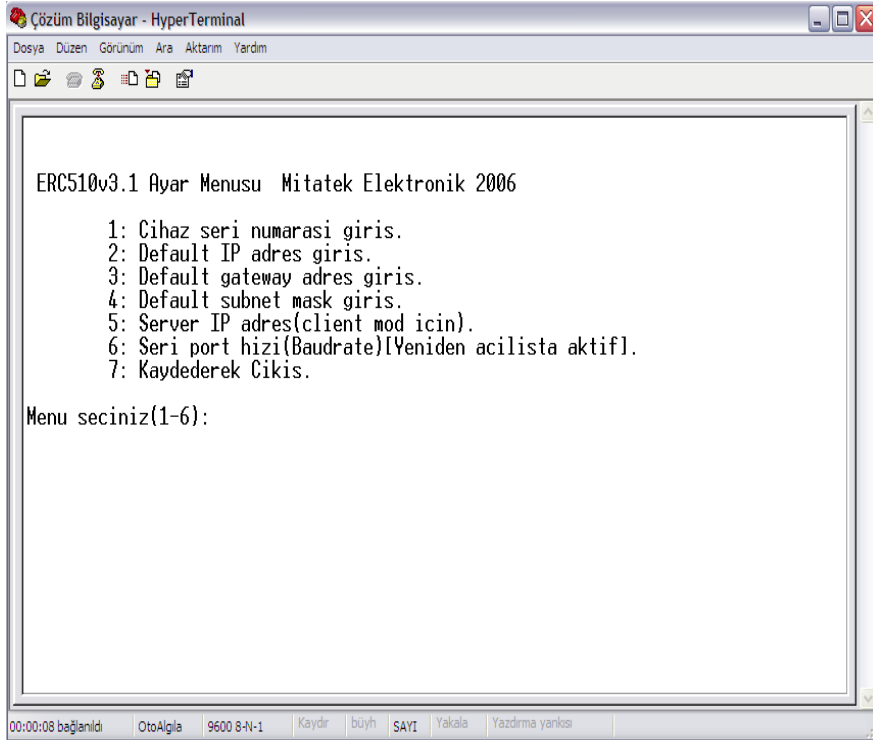 Çözüm Bilgisayar - HyperTerminal
Dosya Düzen Görünüm Ara Aktarım Yardım
ERC510v3.1 Ayar Menusu Mitatek Elektronik 2006
1: Cihaz seri numarasi giris.
2: Default IP adres giris.
3: Default gateway adres giris.
4: Default subnet mask giris.
5: Server IP adres(client mod icin).
6: Seri port hizi(Baudrate)[Yeniden acilista aktif].
7: Kaydederek Cikis.
Menu seciniz(1-6):
00:00:08 bağlanıldı OtoAlgıla 9600 8-N-1 Kaydır büyh SAYI Yakala Yazdırma yankısı